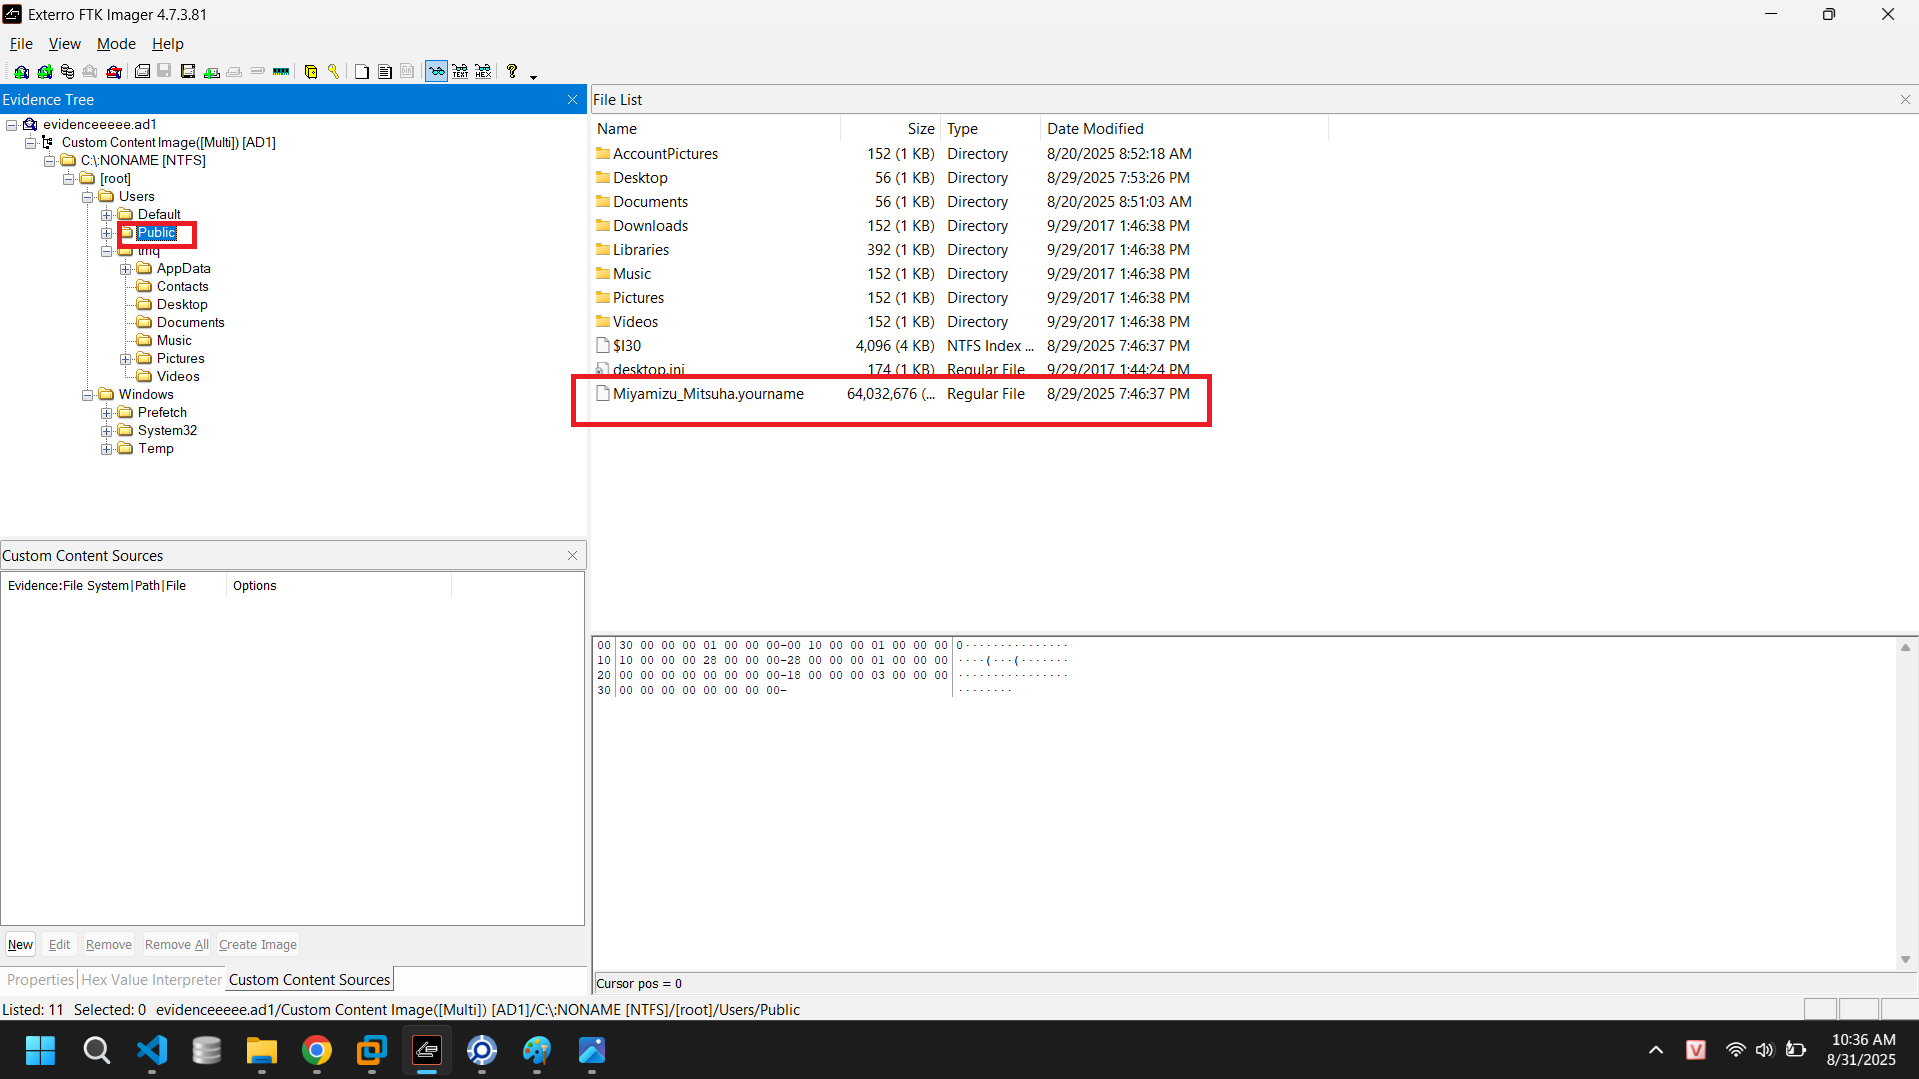 Exterro FTK Imager 4.7.3.81
File View Mode Help
Evidence Tree
evidenceeeee.ad1
Custom Content Image([Multi]) [AD1]
C:\:NONAME [NTFS]
[root]
Users
Default
Public
tmq
AppData
Contacts
Desktop
Documents
Music
Pictures
Videos
Windows
Prefetch
System32
Temp
File List
Name Size Type Date Modified
AccountPictures 152 (1 KB) Directory 8/20/2025 8:52:18 AM
Desktop 56 (1 KB) Directory 8/29/2025 7:53:26 PM
Documents 56 (1 KB) Directory 8/20/2025 8:51:03 AM
Downloads 152 (1 KB) Directory 9/29/2017 1:46:38 PM
Libraries 392 (1 KB) Directory 9/29/2017 1:46:38 PM
Music 152 (1 KB) Directory 9/29/2017 1:46:38 PM
Pictures 152 (1 KB) Directory 9/29/2017 1:46:38 PM
Videos 152 (1 KB) Directory 9/29/2017 1:46:38 PM
$I30 4,096 (4 KB) NTFS Index ... 8/29/2025 7:46:37 PM
desktop.ini 174 (1 KB) Regular File 9/29/2017 1:44:24 PM
Miyamizu_Mitsuha.yourname 64,032,676 (... Regular File 8/29/2025 7:46:37 PM
Custom Content Sources
Evidence:File System|Path|File Options
New Edit Remove Remove All Create Image
Properties Hex Value Interpreter Custom Content Sources
00 30 00 00 00 01 00 00 00-00 10 00 00 01 00 00 00 0···············
10 10 00 00 00 28 00 00 00-28 00 00 00 01 00 00 00 ····(···(·······
20 00 00 00 00 00 00 00 00-18 00 00 00 03 00 00 00 ················
30 00 00 00 00 00 00 00 00- ········
Cursor pos = 0
Listed: 11 Selected: 0 evidenceeeee.ad1/Custom Content Image([Multi]) [AD1]/C:\:NONAME [NTFS]/[root]/Users/Public
V
10:36 AM
8/31/2025